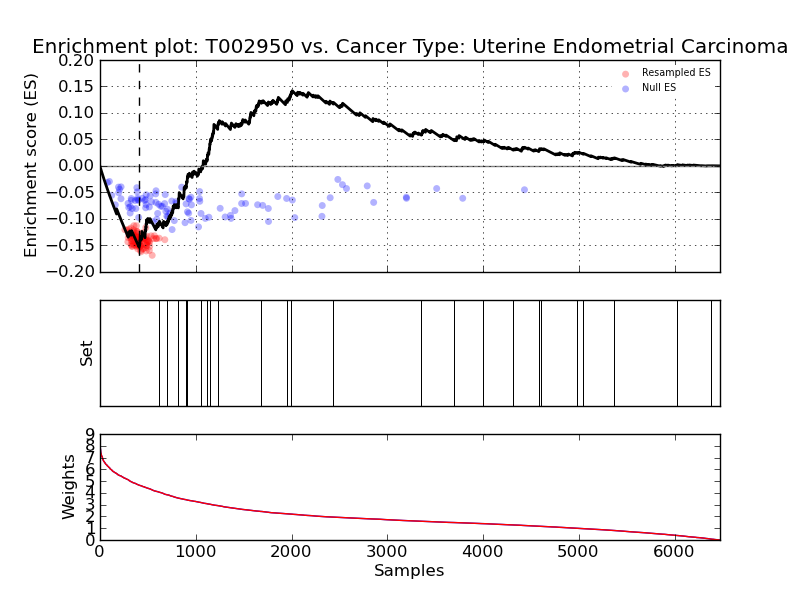 Enrichment plot: T002950 vs. Cancer Type: Uterine Endometrial Carcinoma
Enrichment score (ES)
0.20
0.15
0.10
0.05
0.00
−0.05
−0.10
−0.15
−0.20
Resampled ES
Null ES
Set
Weights
9
8
7
6
5
4
3
2
1
0
0 1000 2000 3000 4000 5000 6000
Samples